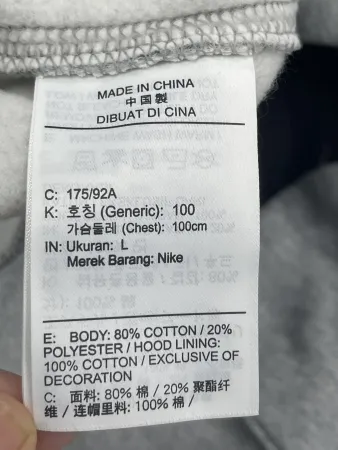 MADE IN CHINA
中国製
DIBUAT DI CINA
C: 175/92A
K: 호칭 (Generic): 100
가슴둘레 (Chest): 100cm
IN: Ukuran: L
Merek Barang: Nike
E: BODY: 80% COTTON / 20%
POLYESTER / HOOD LINING:
100% COTTON / EXCLUSIVE OF
DECORATION
C: 面料: 80% 棉 / 20% 聚酯纤
维 / 连帽里料: 100% 棉 /